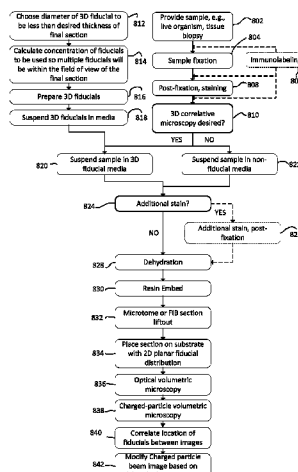 Choose diameter of 3D fiducial to
be less then desired thickness of
final section
812
Calculate concentration of fiducials
to be used so multiple fiducials will
be within the field of view of the
final section
814
Prepare 3D fiducials
816
Suspend 3D fiducials in media
818
Provide sample, e.g.,
live organism, tissue
biopsy
802
804
Sample fixation
Immunolabeling,
Post-fixation, staining
808
3D correlative
microscopy desired?
810
YES
NO
820
Suspend sample in 3D
fiducial media
Suspend sample in non-
fiducial media
824
Additional stain?
YES
NO
Additional stain, post-
fixation
828
Dehydration
830
Resin Embed
832
Microtome or FIB section
liftout
834
Place section on substrate
with 2D planar fiducial
distribution
836
Optical volumetric
microscopy
838
Charged-particle volumetric
microscopy
840
Correlate location of
fiducials between images
842
Modify Charged particle
beam image based on